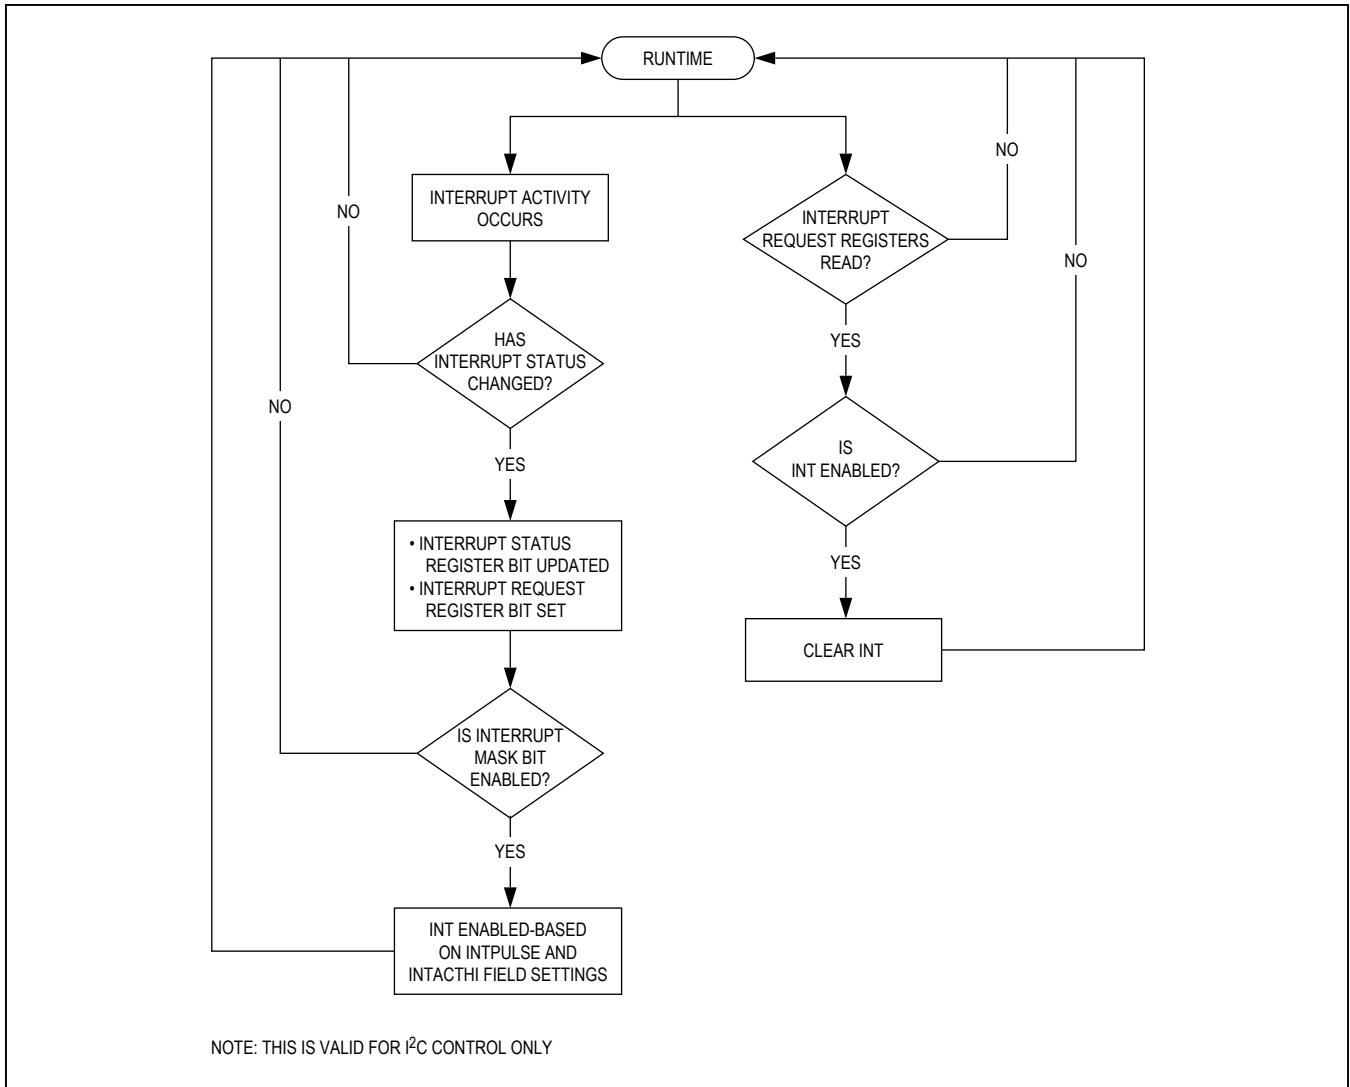 RUNTIME
INTERRUPT ACTIVITY
OCCURS
NO
HAS
INTERRUPT STATUS
CHANGED?
NO
YES
• INTERRUPT STATUS
REGISTER BIT UPDATED
• INTERRUPT REQUEST
REGISTER BIT SET
IS INTERRUPT
MASK BIT
ENABLED?
YES
INT ENABLED-BASED
ON INTPULSE AND
INTACTHI FIELD SETTINGS
INTERRUPT
REQUEST REGISTERS
READ?
NO
YES
IS
INT ENABLED?
NO
YES
CLEAR INT
NOTE: THIS IS VALID FOR I²C CONTROL ONLY